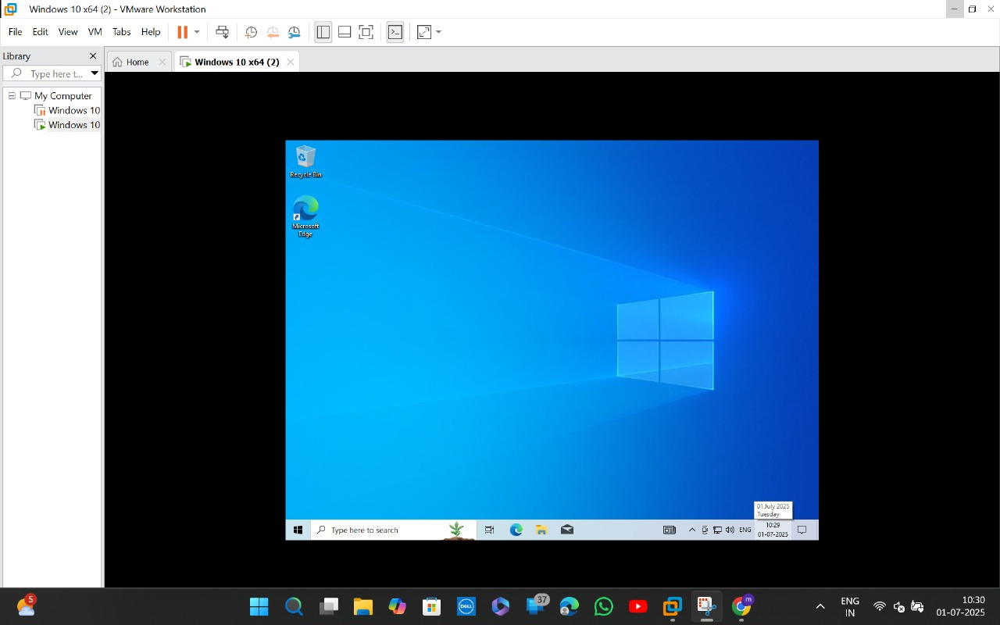 Windows 10 x64 (2) - VMware Workstation
File Edit View VM Tabs Help
Library
Home
Windows 10 x64 (2)
Type here t...
My Computer
Windows 10
Windows 10
Recycle Bin
Microsoft
Edge
01 July 2025
Tuesday
Type here to search
ENG
10:29
01-07-2025
5
DELL
37
m
ENG
IN
10:30
01-07-2025